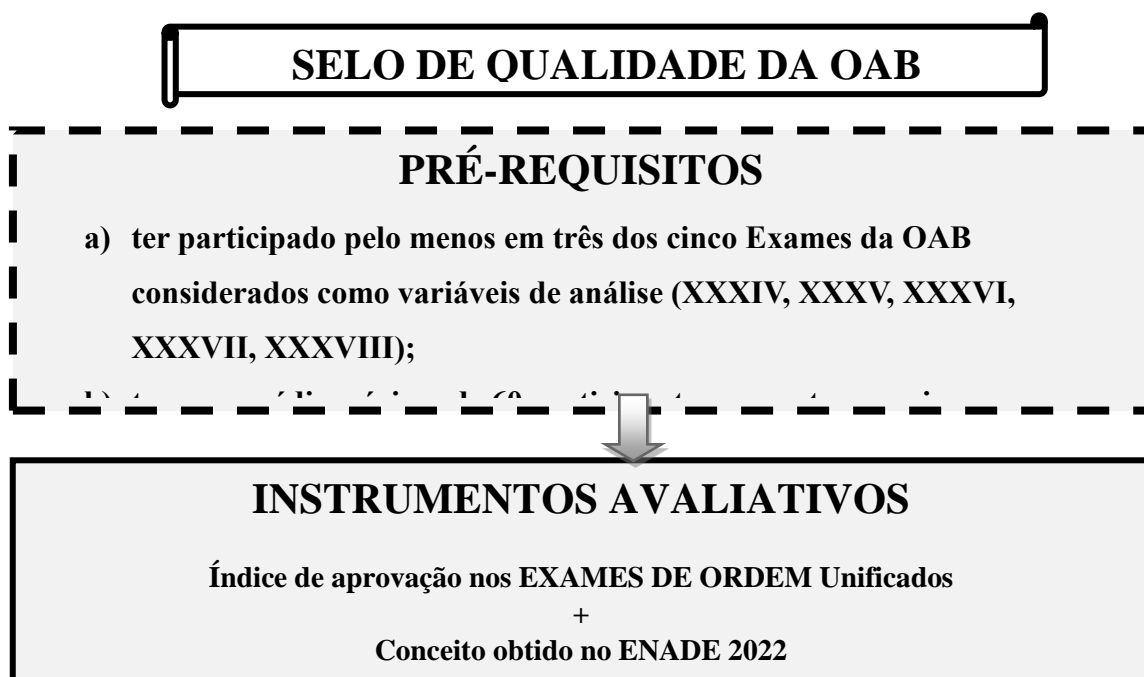 SELO DE QUALIDADE DA OAB
PRÉ-REQUISITOS
a) ter participado pelo menos em três dos cinco Exames da OAB
considerados como variáveis de análise (XXXIV, XXXV, XXXVI,
XXXVII, XXXVIII);
INSTRUMENTOS AVALIATIVOS
Índice de aprovação nos EXAMES DE ORDEM Unificados
+
Conceito obtido no ENADE 2022